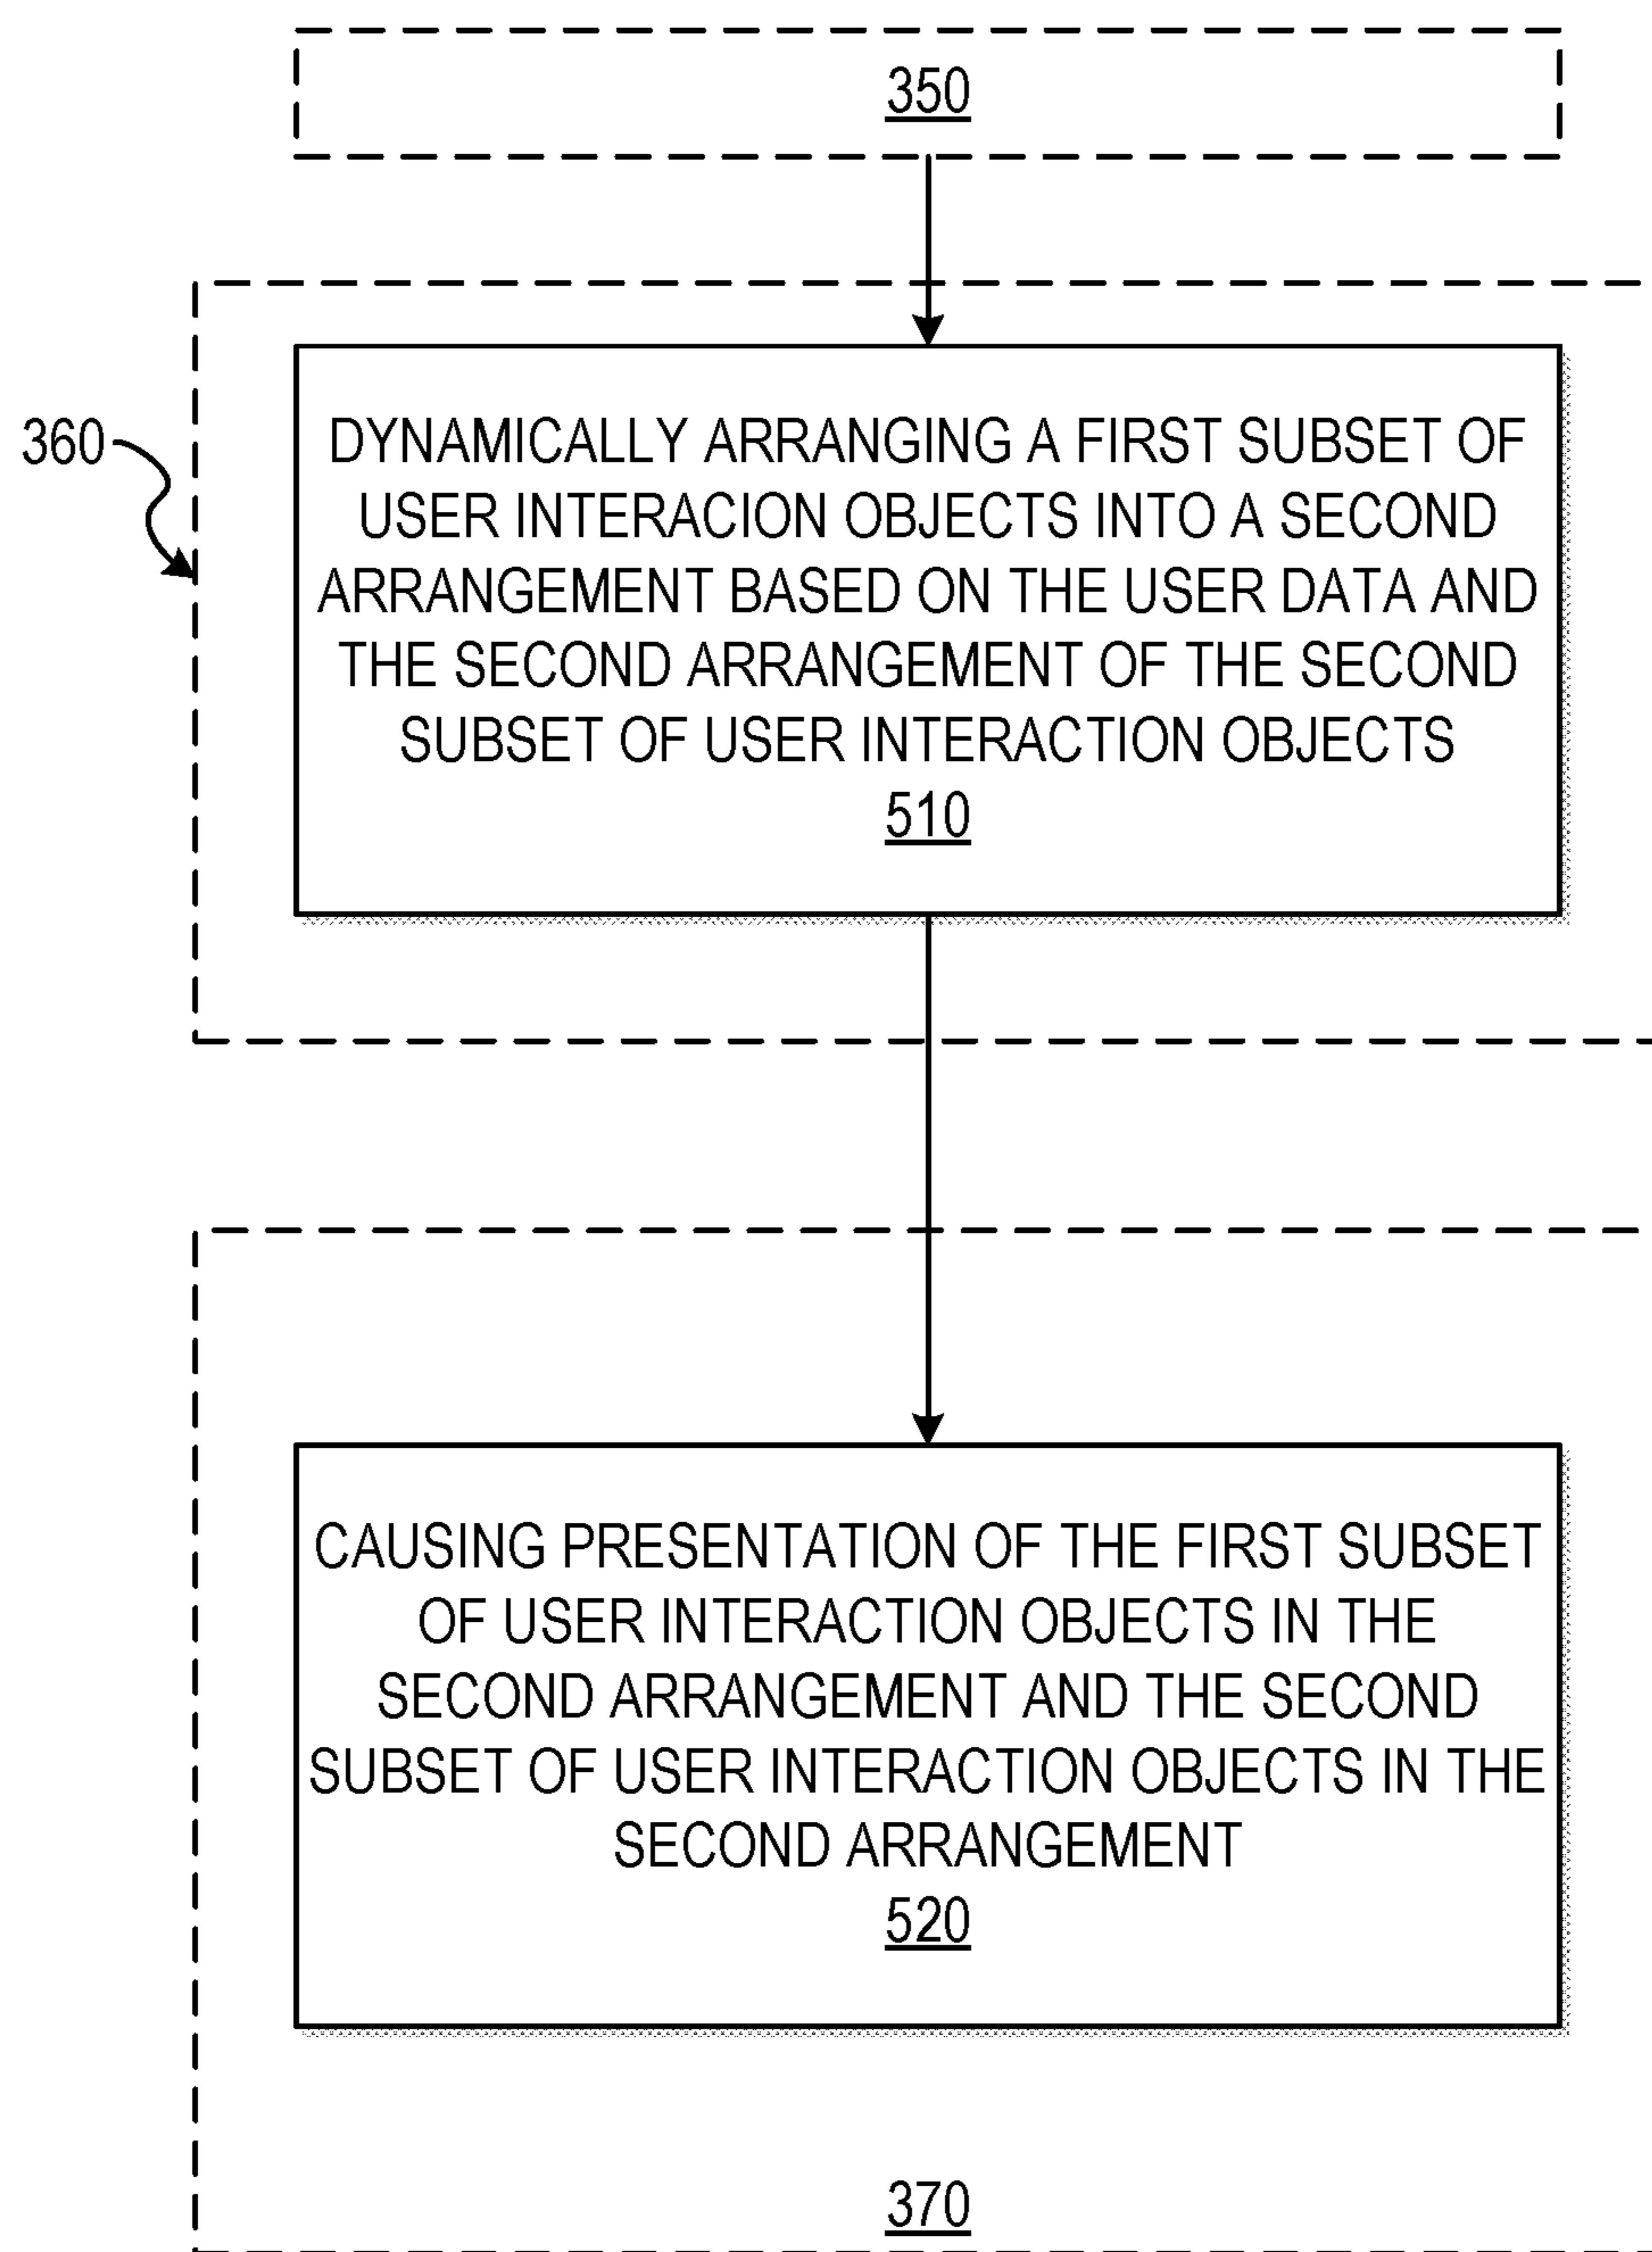 350
360
DYNAMICALLY ARRANGING A FIRST SUBSET OF
USER INTERACION OBJECTS INTO A SECOND
ARRANGEMENT BASED ON THE USER DATA AND
THE SECOND ARRANGEMENT OF THE SECOND
SUBSET OF USER INTERACTION OBJECTS
510
CAUSING PRESENTATION OF THE FIRST SUBSET
OF USER INTERACTION OBJECTS IN THE
SECOND ARRANGEMENT AND THE SECOND
SUBSET OF USER INTERACTION OBJECTS IN THE
SECOND ARRANGEMENT
520
370